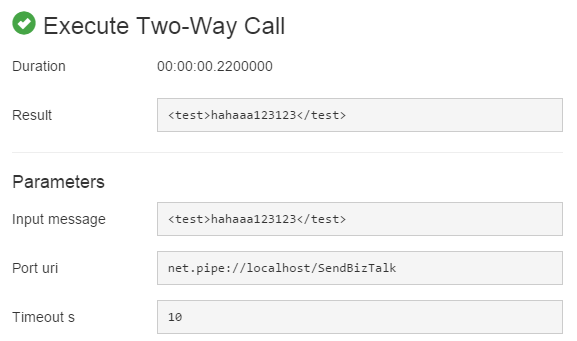 Execute Two-Way Call
Duration 00:00:00.2200000
Result <test>hahaaa123123</test>
Parameters
Input message <test>hahaaa123123</test>
Port uri net.pipe://localhost/SendBizTalk
Timeout s 10